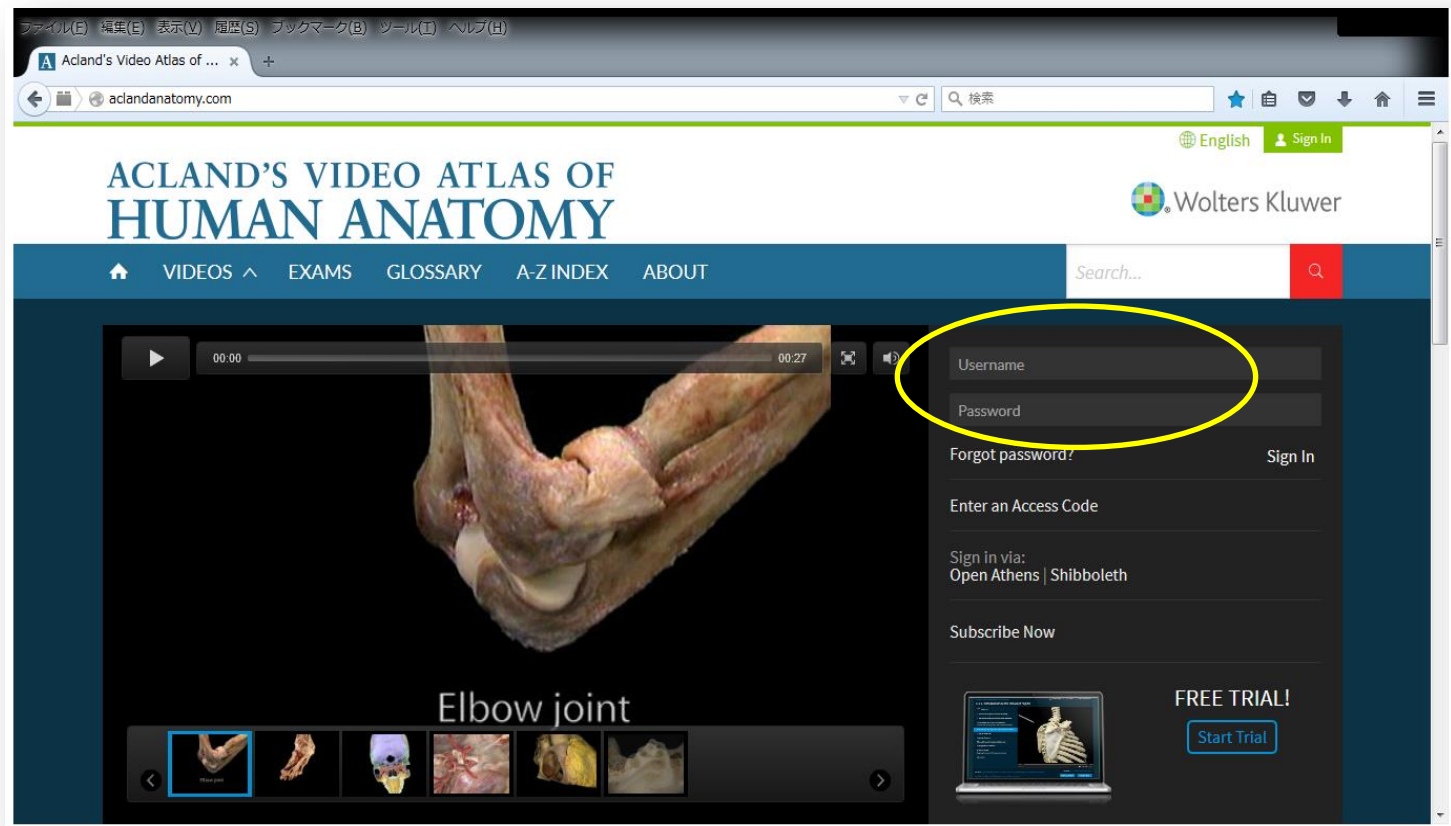 ファイル(F) 編集(E) 表示(V) 履歴(S) ブックマーク(B) ツール(T) ヘルプ(H)
A Acland's Video Atlas of ... × +
aclandanatomy.com
検索
English Sign In
ACLAND'S VIDEO ATLAS OF
HUMAN ANATOMY
Wolters Kluwer
VIDEOS EXAMS GLOSSARY A-Z INDEX ABOUT
Search...
00:00 00:27
Username
Password
Forgot password? Sign In
Enter an Access Code
Sign in via:
Open Athens | Shibboleth
Subscribe Now
Elbow joint
FREE TRIAL!
Start Trial